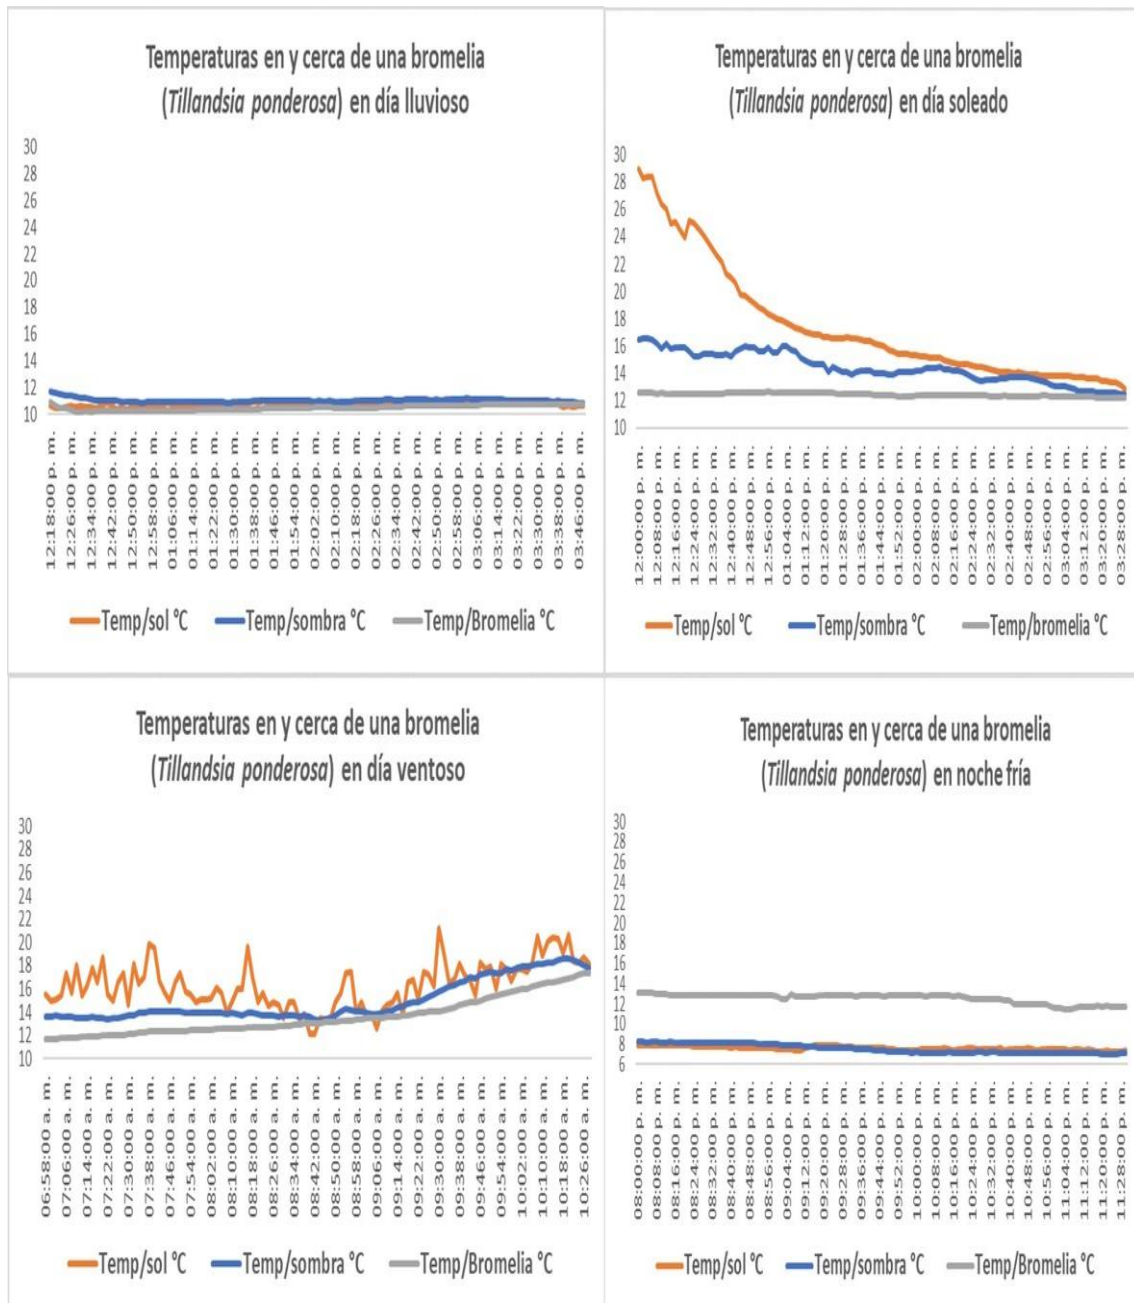 Temperaturas en y cerca de una bromelia
(Tillandsia ponderosa) en día lluvioso
30
28
26
24
22
20
18
16
14
12
10
12:18:00 p. m.
12:26:00 p. m.
12:34:00 p. m.
12:42:00 p. m.
12:50:00 p. m.
12:58:00 p. m.
01:06:00 p. m.
01:14:00 p. m.
01:22:00 p. m.
01:30:00 p. m.
01:38:00 p. m.
01:46:00 p. m.
01:54:00 p. m.
02:02:00 p. m.
02:10:00 p. m.
02:18:00 p. m.
02:26:00 p. m.
02:34:00 p. m.
02:42:00 p. m.
02:50:00 p. m.
02:58:00 p. m.
03:06:00 p. m.
03:14:00 p. m.
03:22:00 p. m.
03:30:00 p. m.
03:38:00 p. m.
03:46:00 p. m.
Temp/sol °C Temp/sombra °C Temp/Bromelia °C
Temperaturas en y cerca de una bromelia
(Tillandsia ponderosa) en día soleado
30
28
26
24
22
20
18
16
14
12
10
12:00:00 p. m.
12:08:00 p. m.
12:16:00 p. m.
12:24:00 p. m.
12:32:00 p. m.
12:40:00 p. m.
12:48:00 p. m.
12:56:00 p. m.
01:04:00 p. m.
01:12:00 p. m.
01:20:00 p. m.
01:28:00 p. m.
01:36:00 p. m.
01:44:00 p. m.
01:52:00 p. m.
02:00:00 p. m.
02:08:00 p. m.
02:16:00 p. m.
02:24:00 p. m.
02:32:00 p. m.
02:40:00 p. m.
02:48:00 p. m.
02:56:00 p. m.
03:04:00 p. m.
03:12:00 p. m.
03:20:00 p. m.
03:28:00 p. m.
Temp/sol °C Temp/sombra °C Temp/bromelia °C
Temperaturas en y cerca de una bromelia
(Tillandsia ponderosa) en día ventoso
30
28
26
24
22
20
18
16
14
12
10
06:58:00 a. m.
07:06:00 a. m.
07:14:00 a. m.
07:22:00 a. m.
07:30:00 a. m.
07:38:00 a. m.
07:46:00 a. m.
07:54:00 a. m.
08:02:00 a. m.
08:10:00 a. m.
08:18:00 a. m.
08:26:00 a. m.
08:34:00 a. m.
08:42:00 a. m.
08:50:00 a. m.
08:58:00 a. m.
09:06:00 a. m.
09:14:00 a. m.
09:22:00 a. m.
09:30:00 a. m.
09:38:00 a. m.
09:46:00 a. m.
09:54:00 a. m.
10:02:00 a. m.
10:10:00 a. m.
10:18:00 a. m.
10:26:00 a. m.
Temp/sol °C Temp/sombra °C Temp/Bromelia °C
Temperaturas en y cerca de una bromelia
(Tillandsia ponderosa) en noche fría
30
28
26
24
22
20
18
16
14
12
10
8
6
08:00:00 p. m.
08:08:00 p. m.
08:16:00 p. m.
08:24:00 p. m.
08:32:00 p. m.
08:40:00 p. m.
08:48:00 p. m.
08:56:00 p. m.
09:04:00 p. m.
09:12:00 p. m.
09:20:00 p. m.
09:28:00 p. m.
09:36:00 p. m.
09:44:00 p. m.
09:52:00 p. m.
10:00:00 p. m.
10:08:00 p. m.
10:16:00 p. m.
10:24:00 p. m.
10:32:00 p. m.
10:40:00 p. m.
10:48:00 p. m.
10:56:00 p. m.
11:04:00 p. m.
11:12:00 p. m.
11:20:00 p. m.
11:28:00 p. m.
Temp/sol °C Temp/sombra °C Temp/Bromelia °C